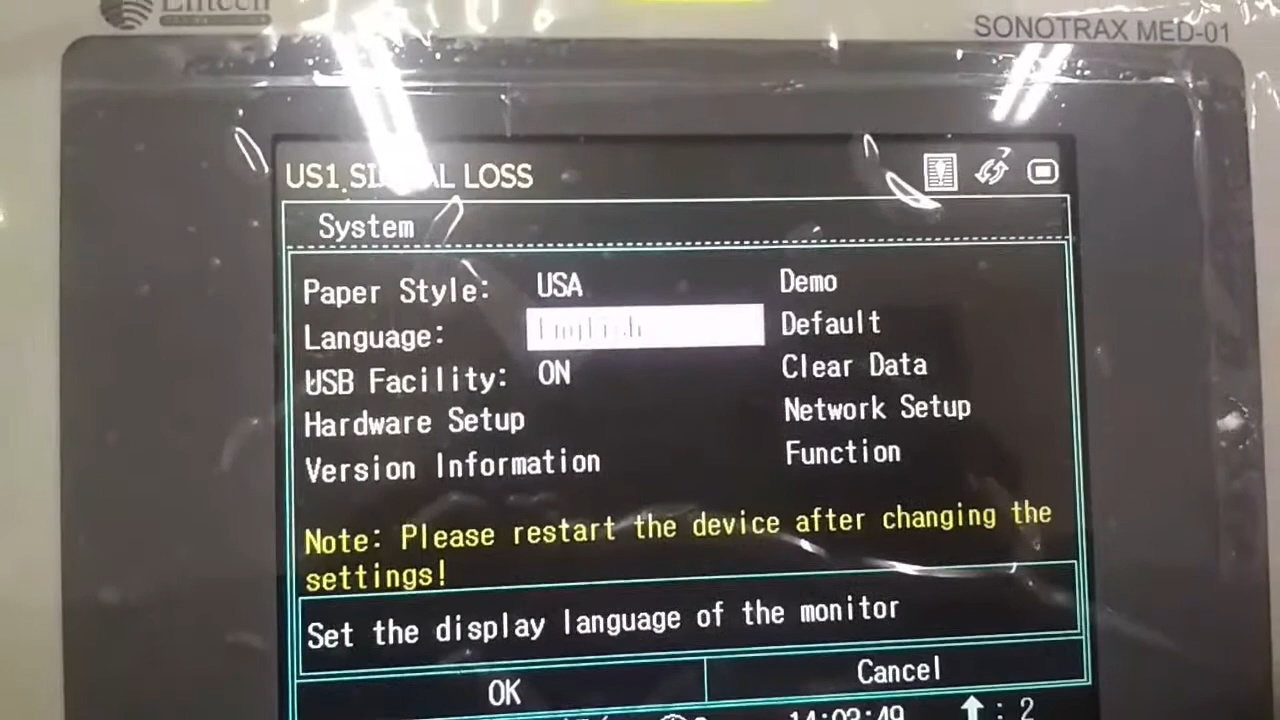 SONOTRAX MED-01
US1 SIGNAL LOSS
System
Paper Style: USA Demo
Language: English Default
USB Facility: ON Clear Data
Hardware Setup Network Setup
Version Information Function
Note: Please restart the device after changing the
settings!
Set the display language of the monitor
OK Cancel
14:03:49 : 2